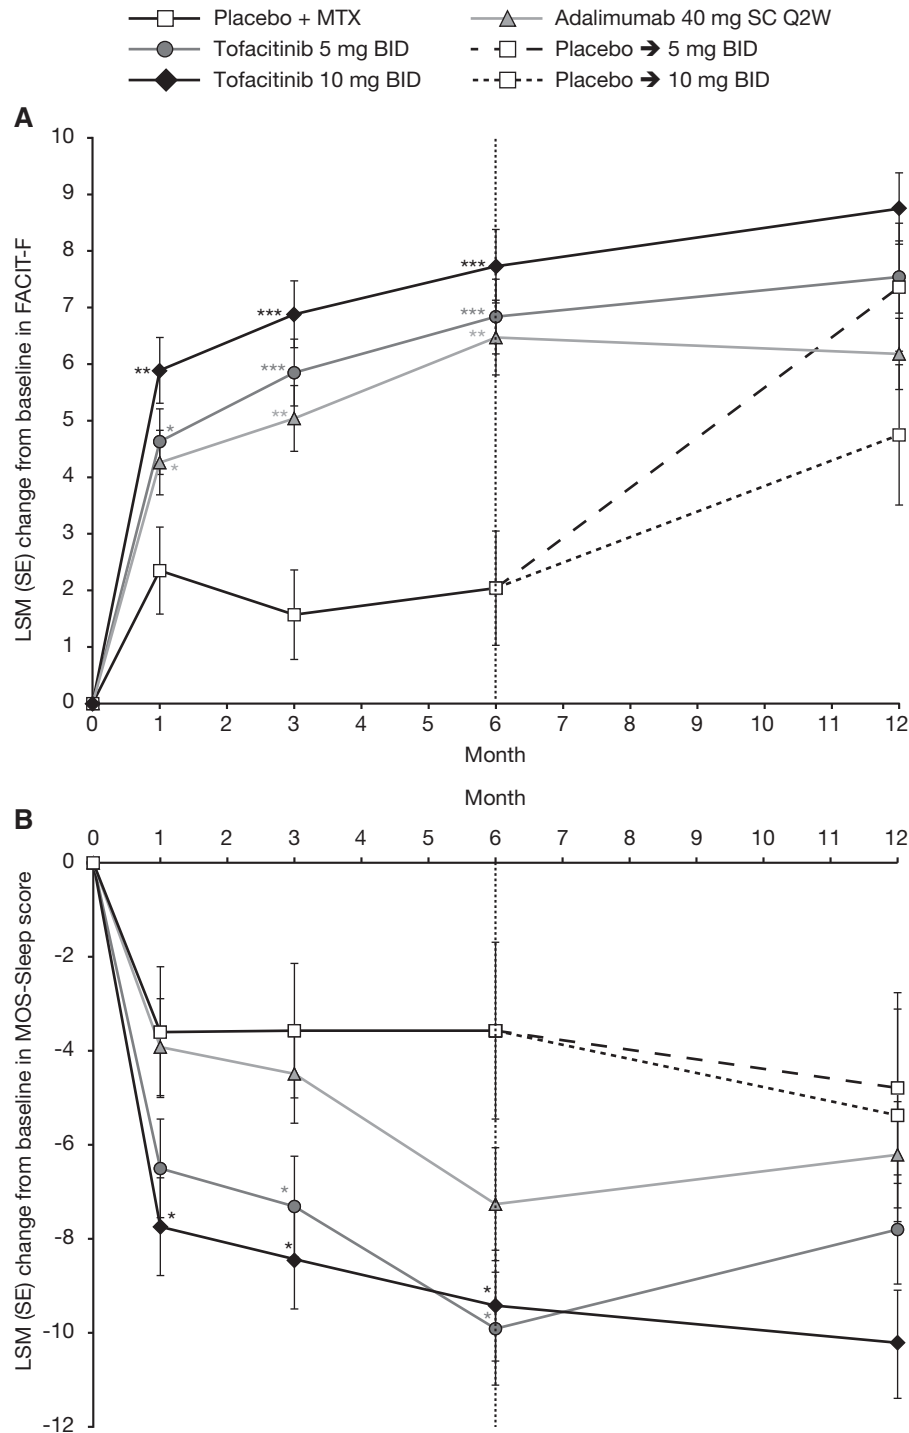 Placebo + MTX
Adalimumab 40 mg SC Q2W
Tofacitinib 5 mg BID
Placebo ➔ 5 mg BID
Tofacitinib 10 mg BID
Placebo ➔ 10 mg BID
A
LSM (SE) change from baseline in FACIT-F
10
9
8
7
6
5
4
3
2
1
0
***
***
**
***
***
**
**
*
*
0 1 2 3 4 5 6 7 8 9 10 11 12
Month
Month
B
0 1 2 3 4 5 6 7 8 9 10 11 12
LSM (SE) change from baseline in MOS-Sleep score
0
-2
-4
-6
-8
-10
-12
*
*
*
*
*